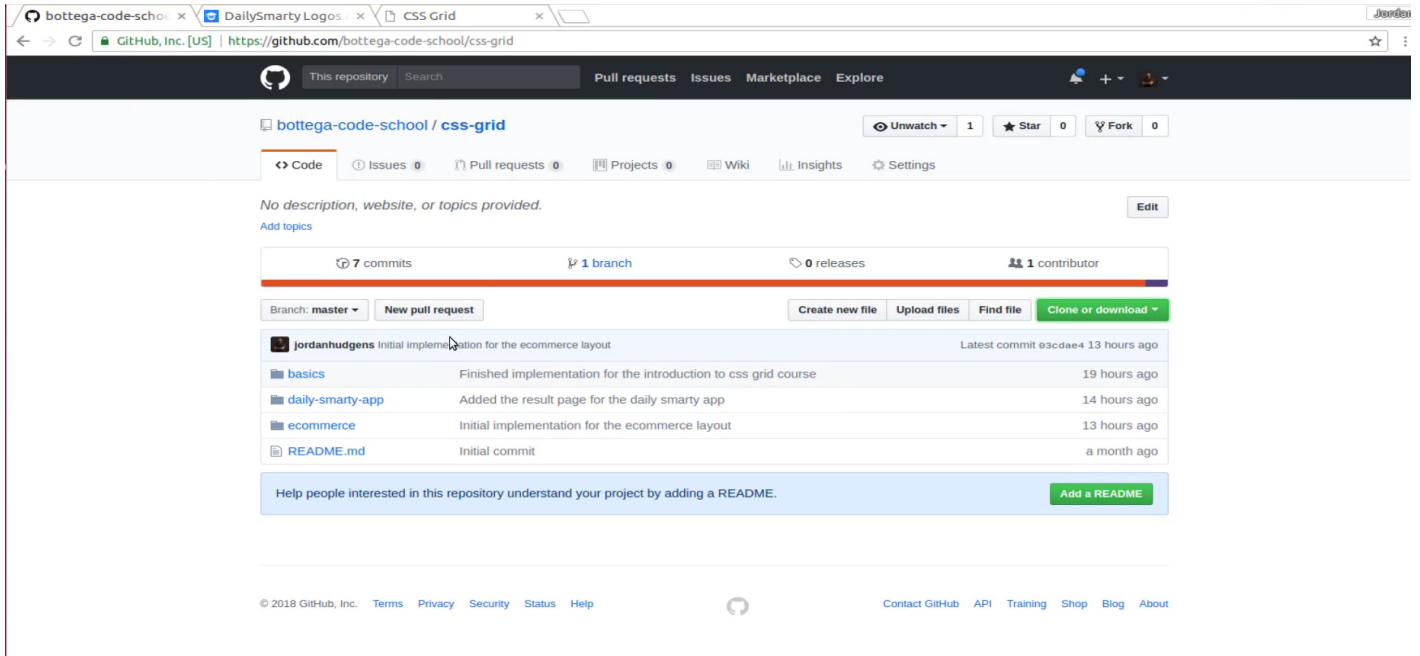 bottega-code-schoo × DailySmarty Logos × CSS Grid × Jordan
GitHub, Inc. [US] | https://github.com/bottega-code-school/css-grid
This repository Search Pull requests Issues Marketplace Explore
bottega-code-school / css-grid Unwatch 1 Star 0 Fork 0
Code Issues 0 Pull requests 0 Projects 0 Wiki Insights Settings
No description, website, or topics provided. Edit
Add topics
7 commits 1 branch 0 releases 1 contributor
Branch: master New pull request Create new file Upload files Find file Clone or download
jordanhudgens Initial implementation for the ecommerce layout Latest commit 03cdae4 13 hours ago
basics Finished implementation for the introduction to css grid course 19 hours ago
daily-smarty-app Added the result page for the daily smarty app 14 hours ago
ecommerce Initial implementation for the ecommerce layout 13 hours ago
README.md Initial commit a month ago
Help people interested in this repository understand your project by adding a README. Add a README
© 2018 GitHub, Inc. Terms Privacy Security Status Help Contact GitHub API Training Shop Blog About